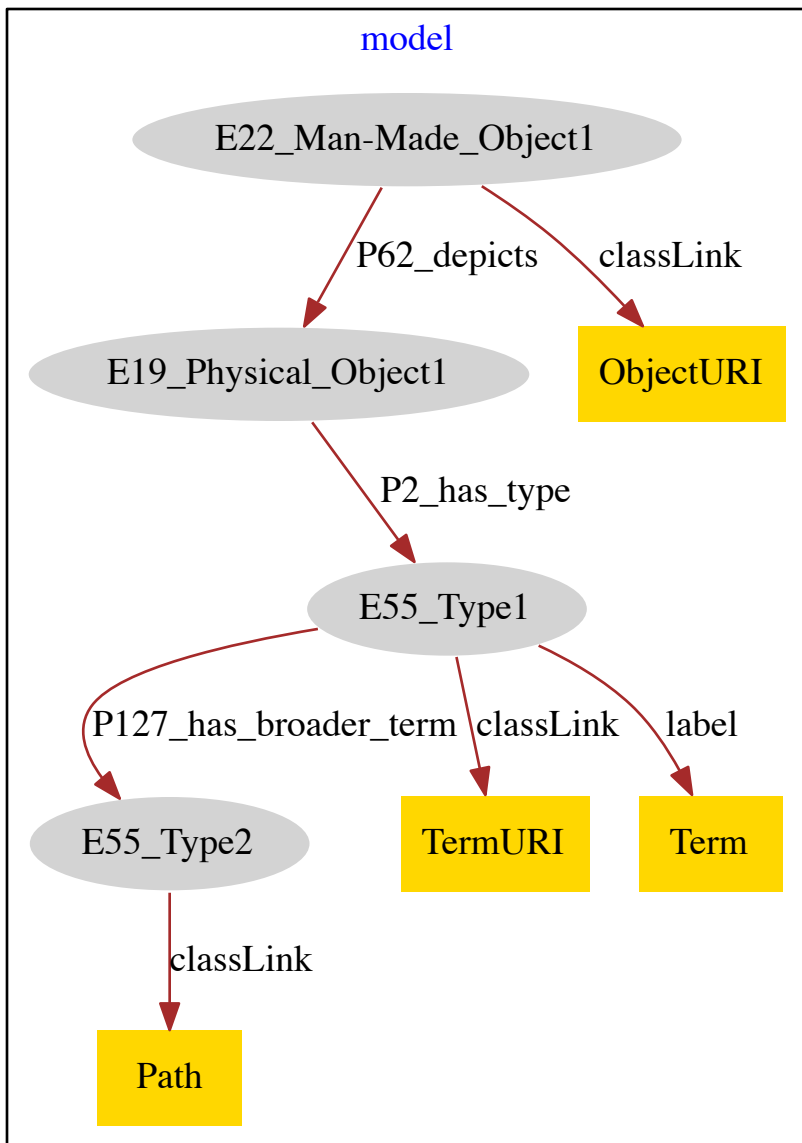 model
E22_Man-Made_Object1
P62_depicts
classLink
E19_Physical_Object1
ObjectURI
P2_has_type
E55_Type1
P127_has_broader_term
classLink
label
E55_Type2
TermURI
Term
classLink
Path